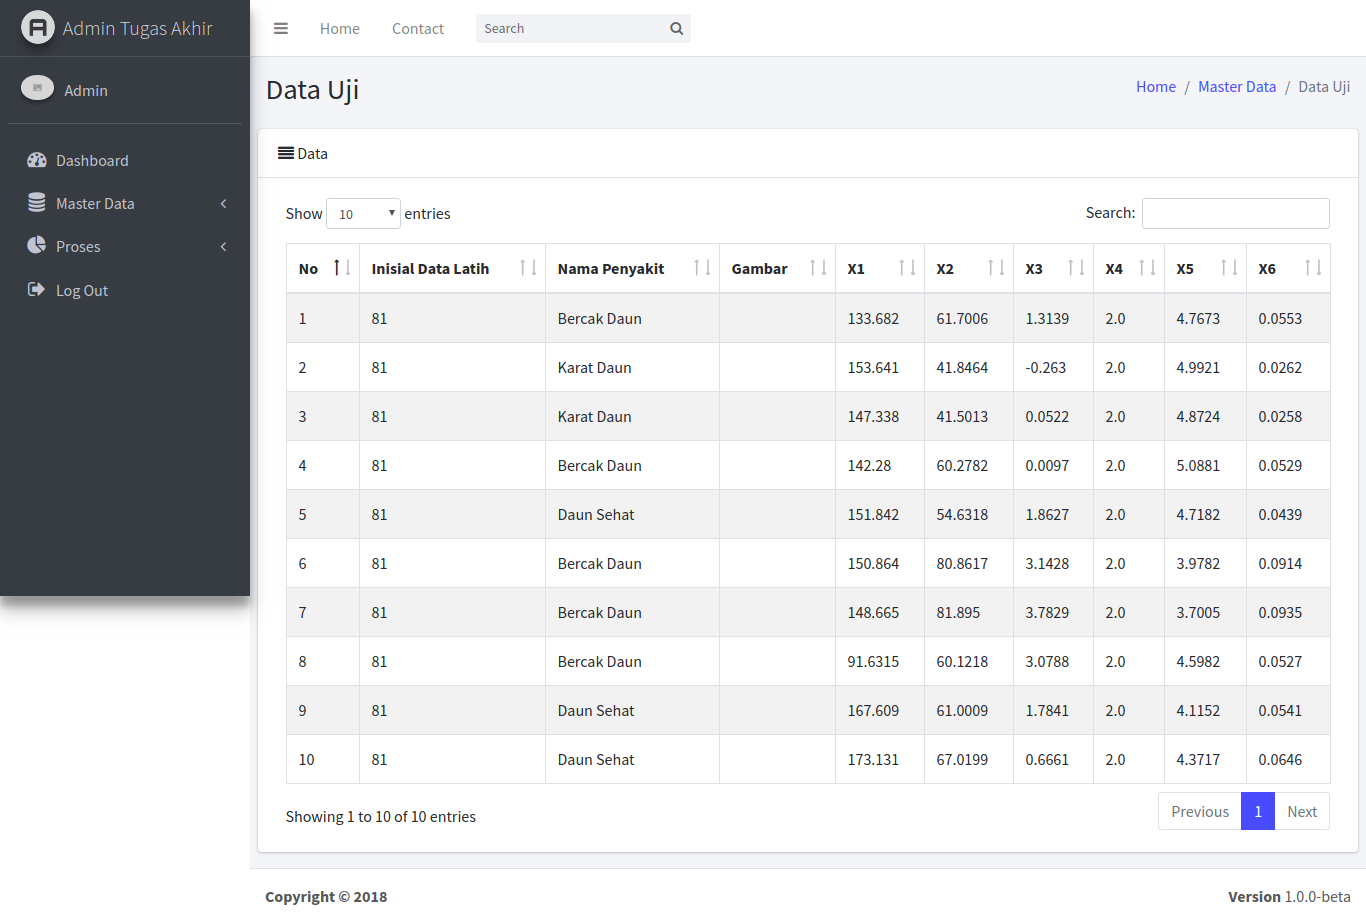 Admin Tugas Akhir
Home Contact Search
Admin
Dashboard
Master Data
Proses
Log Out
Data Uji
Home / Master Data / Data Uji
Data
Show 10 entries Search:
No Inisial Data Latih Nama Penyakit Gambar X1 X2 X3 X4 X5 X6
1 81 Bercak Daun 133.682 61.7006 1.3139 2.0 4.7673 0.0553
2 81 Karat Daun 153.641 41.8464 -0.263 2.0 4.9921 0.0262
3 81 Karat Daun 147.338 41.5013 0.0522 2.0 4.8724 0.0258
4 81 Bercak Daun 142.28 60.2782 0.0097 2.0 5.0881 0.0529
5 81 Daun Sehat 151.842 54.6318 1.8627 2.0 4.7182 0.0439
6 81 Bercak Daun 150.864 80.8617 3.1428 2.0 3.9782 0.0914
7 81 Bercak Daun 148.665 81.895 3.7829 2.0 3.7005 0.0935
8 81 Bercak Daun 91.6315 60.1218 3.0788 2.0 4.5982 0.0527
9 81 Daun Sehat 167.609 61.0009 1.7841 2.0 4.1152 0.0541
10 81 Daun Sehat 173.131 67.0199 0.6661 2.0 4.3717 0.0646
Showing 1 to 10 of 10 entries
Previous 1 Next
Copyright © 2018
Version 1.0.0-beta